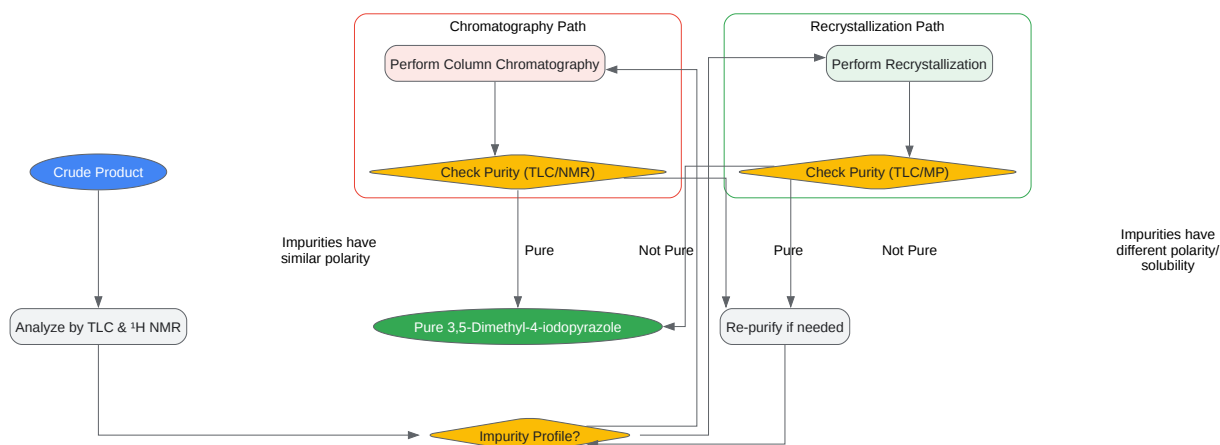 Chromatography Path
Recrystallization Path
Perform Column Chromatography
Perform Recrystallization
Crude Product
Check Purity (TLC/NMR)
Check Purity (TLC/MP)
Impurities have
similar polarity
Pure
Not Pure
Pure
Not Pure
Impurities have
different polarity/
solubility
Analyze by TLC & ¹H NMR
Pure 3,5-Dimethyl-4-iodopyrazole
Re-purify if needed
Impurity Profile?